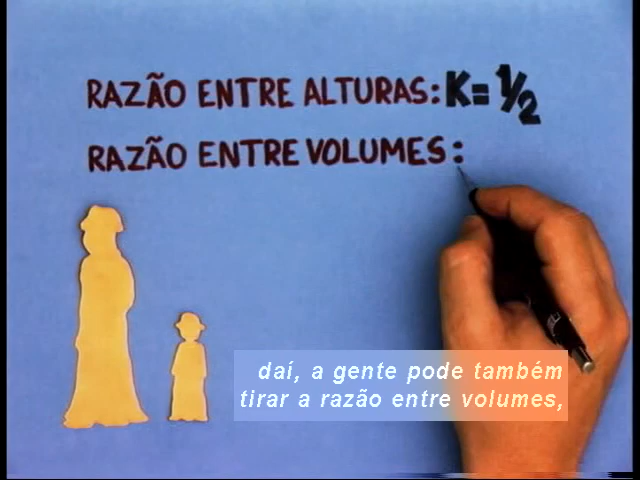 RAZÃO ENTRE ALTURAS: K= 1/2
RAZÃO ENTRE VOLUMES:
daí, a gente pode também
tirar a razão entre volumes,